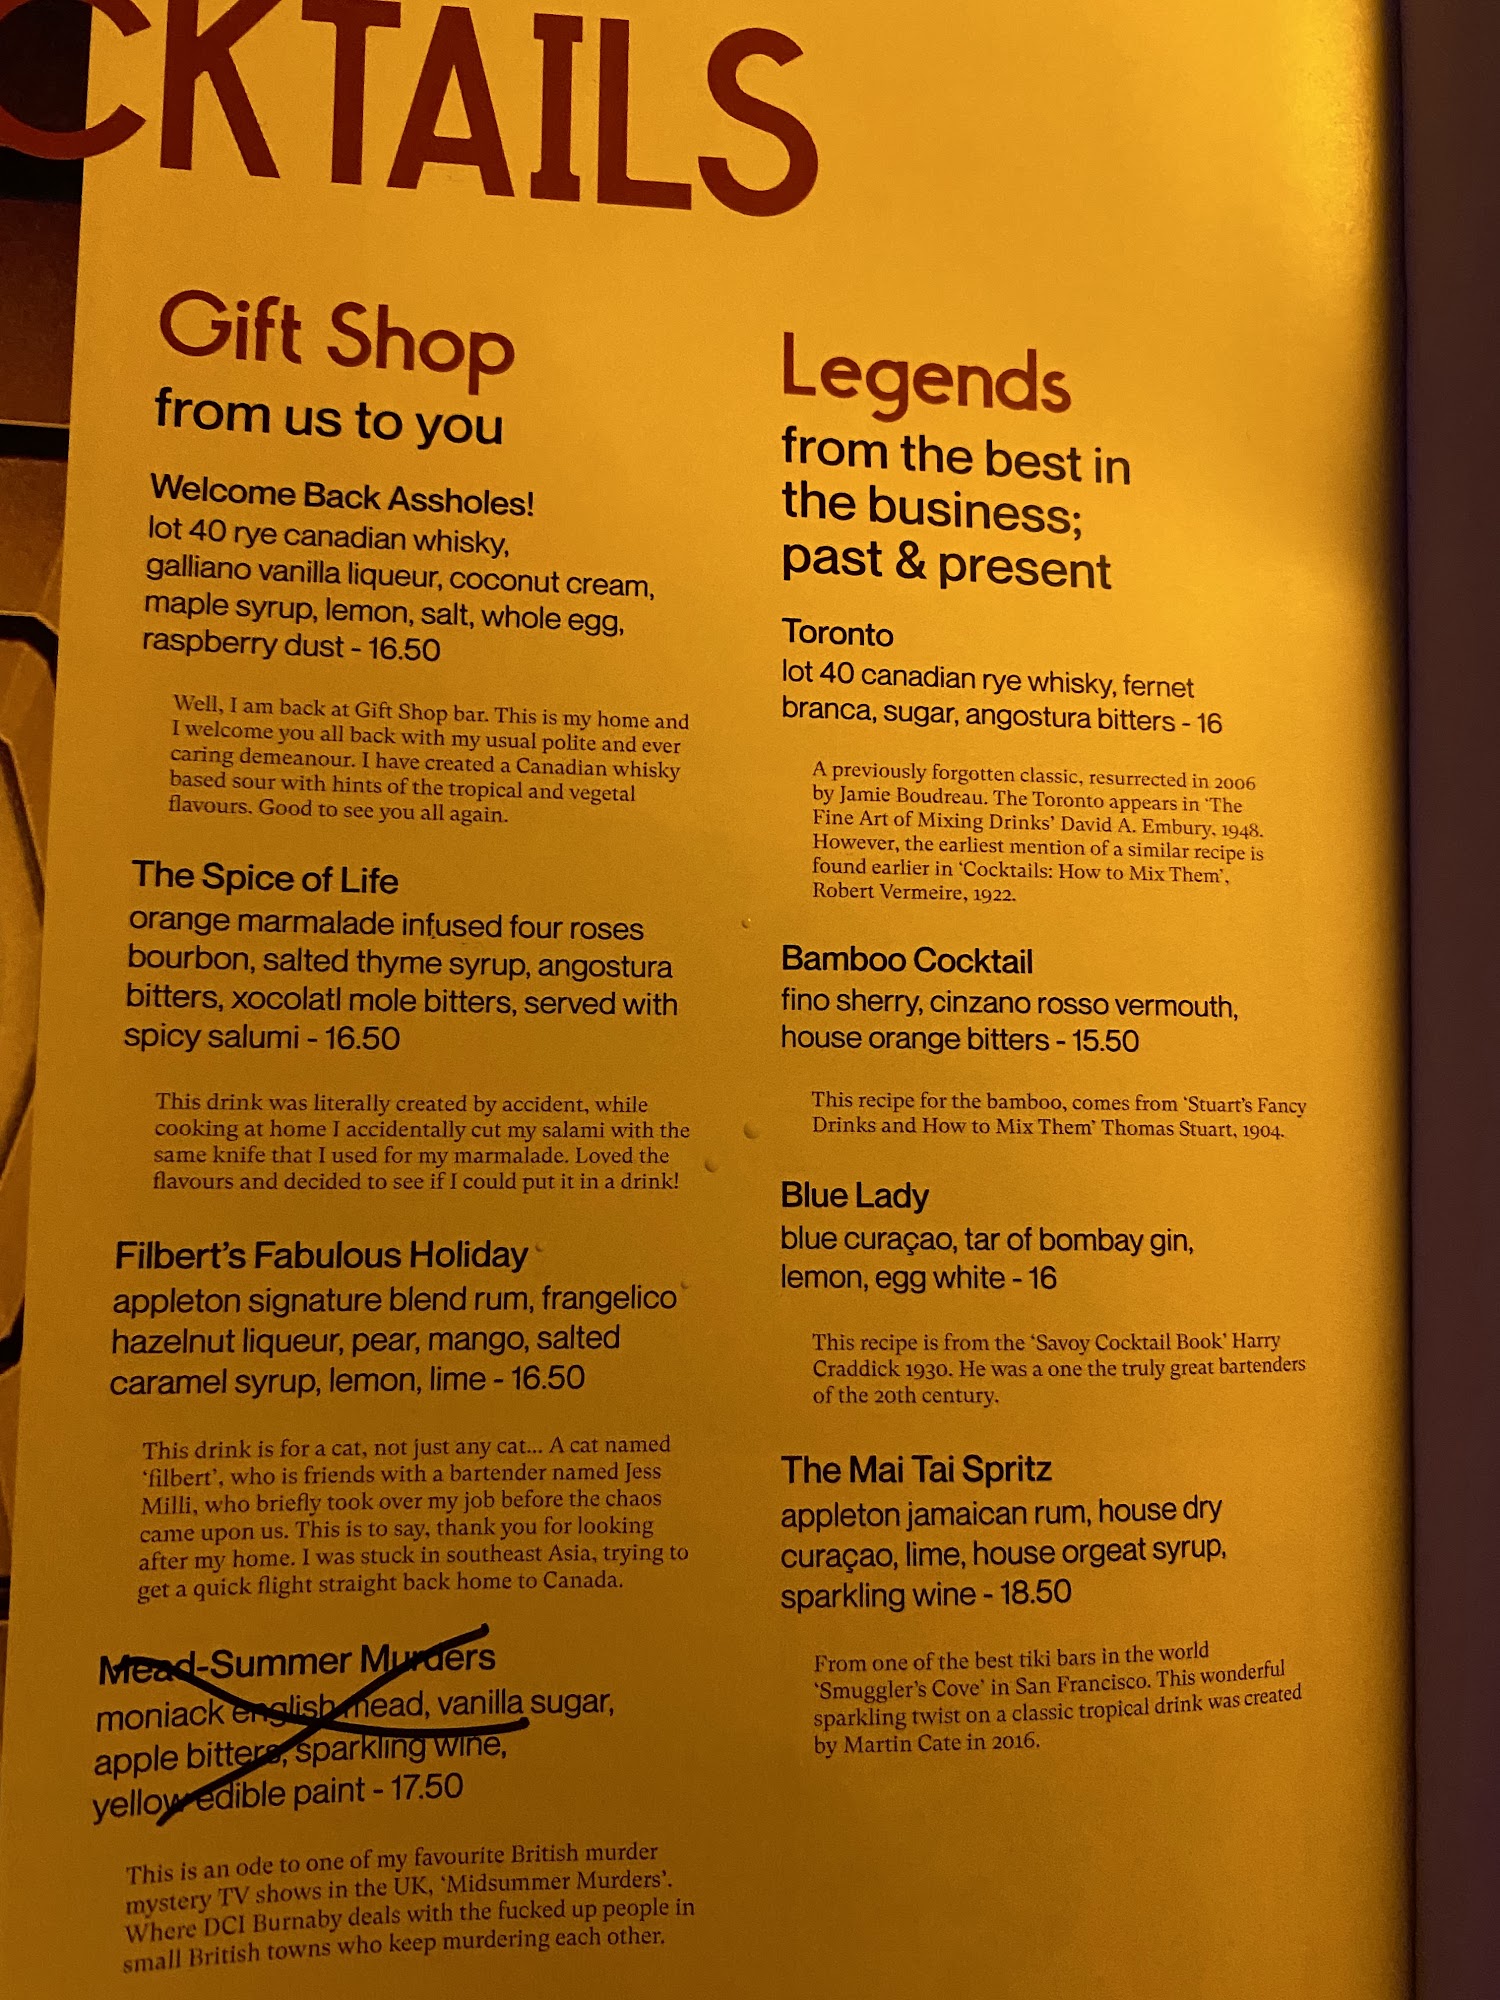 CKTAILS
Gift Shop
from us to you
Welcome Back Assholes!
lot 40 rye canadian whisky,
galliano vanilla liqueur, coconut cream,
maple syrup, lemon, salt, whole egg,
raspberry dust - 16.50
Well, I am back at Gift Shop bar. This is my home and
I welcome you all back with my usual polite and ever
caring demeanour. I have created a Canadian whisky
based sour with hints of the tropical and vegetal
flavours. Good to see you all again.
The Spice of Life
orange marmalade infused four roses
bourbon, salted thyme syrup, angostura
bitters, xocolatl mole bitters, served with
spicy salumi - 16.50
This drink was literally created by accident, while
cooking at home I accidentally cut my salami with the
same knife that I used for my marmalade. Loved the
flavours and decided to see if I could put it in a drink!
Filbert's Fabulous Holiday
appleton signature blend rum, frangelico
hazelnut liqueur, pear, mango, salted
caramel syrup, lemon, lime - 16.50
This drink is for a cat, not just any cat... A cat named
'filbert', who is friends with a bartender named Jess
Milli, who briefly took over my job before the chaos
came upon us. This is to say, thank you for looking
after my home. I was stuck in southeast Asia, trying to
get a quick flight straight back home to Canada.
Mead-Summer Murders
moniack english mead, vanilla sugar,
apple bitters, sparkling wine,
yellow edible paint - 17.50
This is an ode to one of my favourite British murder
mystery TV shows in the UK, 'Midsummer Murders'.
Where DCI Burnaby deals with the fucked up people in
small British towns who keep murdering each other.
Legends
from the best in
the business;
past & present
Toronto
lot 40 canadian rye whisky, fernet
branca, sugar, angostura bitters - 16
A previously forgotten classic, resurrected in 2006
by Jamie Boudreau. The Toronto appears in 'The
Fine Art of Mixing Drinks' David A. Embury, 1948.
However, the earliest mention of a similar recipe is
found earlier in 'Cocktails: How to Mix Them',
Robert Vermeire, 1922.
Bamboo Cocktail
fino sherry, cinzano rosso vermouth,
house orange bitters - 15.50
This recipe for the bamboo, comes from 'Stuart's Fancy
Drinks and How to Mix Them' Thomas Stuart, 1904.
Blue Lady
blue curaçao, tar of bombay gin,
lemon, egg white - 16
This recipe is from the 'Savoy Cocktail Book' Harry
Craddick 1930. He was a one the truly great bartenders
of the 20th century.
The Mai Tai Spritz
appleton jamaican rum, house dry
curaçao, lime, house orgeat syrup,
sparkling wine - 18.50
From one of the best tiki bars in the world
'Smuggler's Cove' in San Francisco. This wonderful
sparkling twist on a classic tropical drink was created
by Martin Cate in 2016.